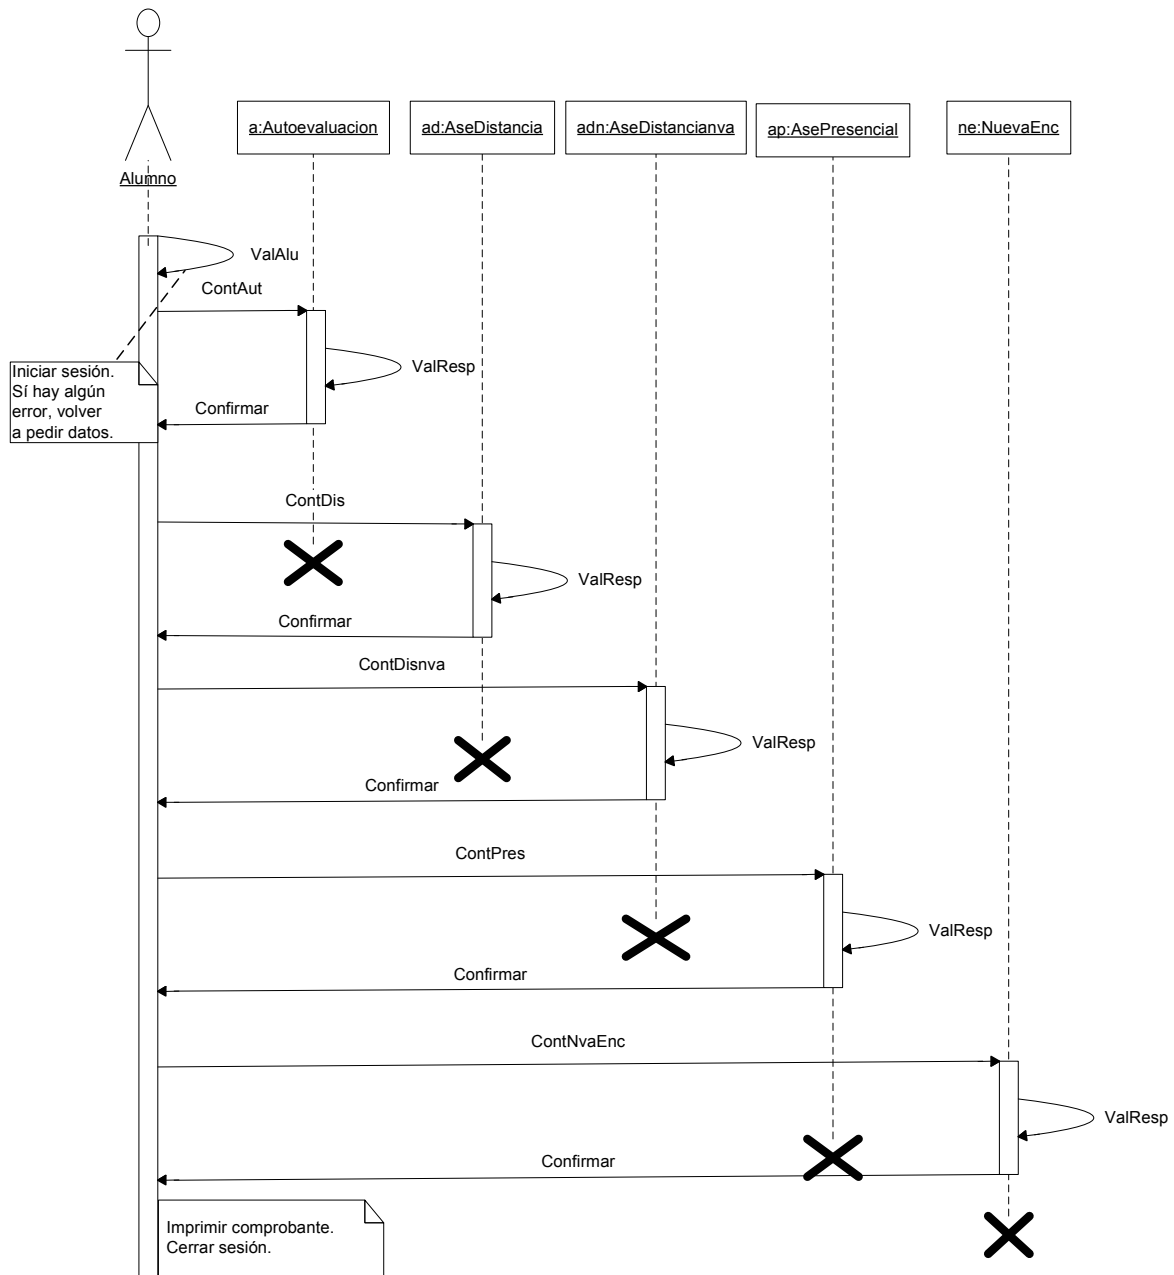 a:Autoevaluacion
ad:AseDistancia
adn:AseDistancianva
ap:AsePresencial
ne:NuevaEnc
Alumno
ValAlu
ContAut
Iniciar sesión.
Sí hay algún
error, volver
a pedir datos.
ValResp
Confirmar
ContDis
ValResp
Confirmar
ContDisnva
ValResp
Confirmar
ContPres
ValResp
Confirmar
ContNvaEnc
ValResp
Confirmar
Imprimir comprobante.
Cerrar sesión.